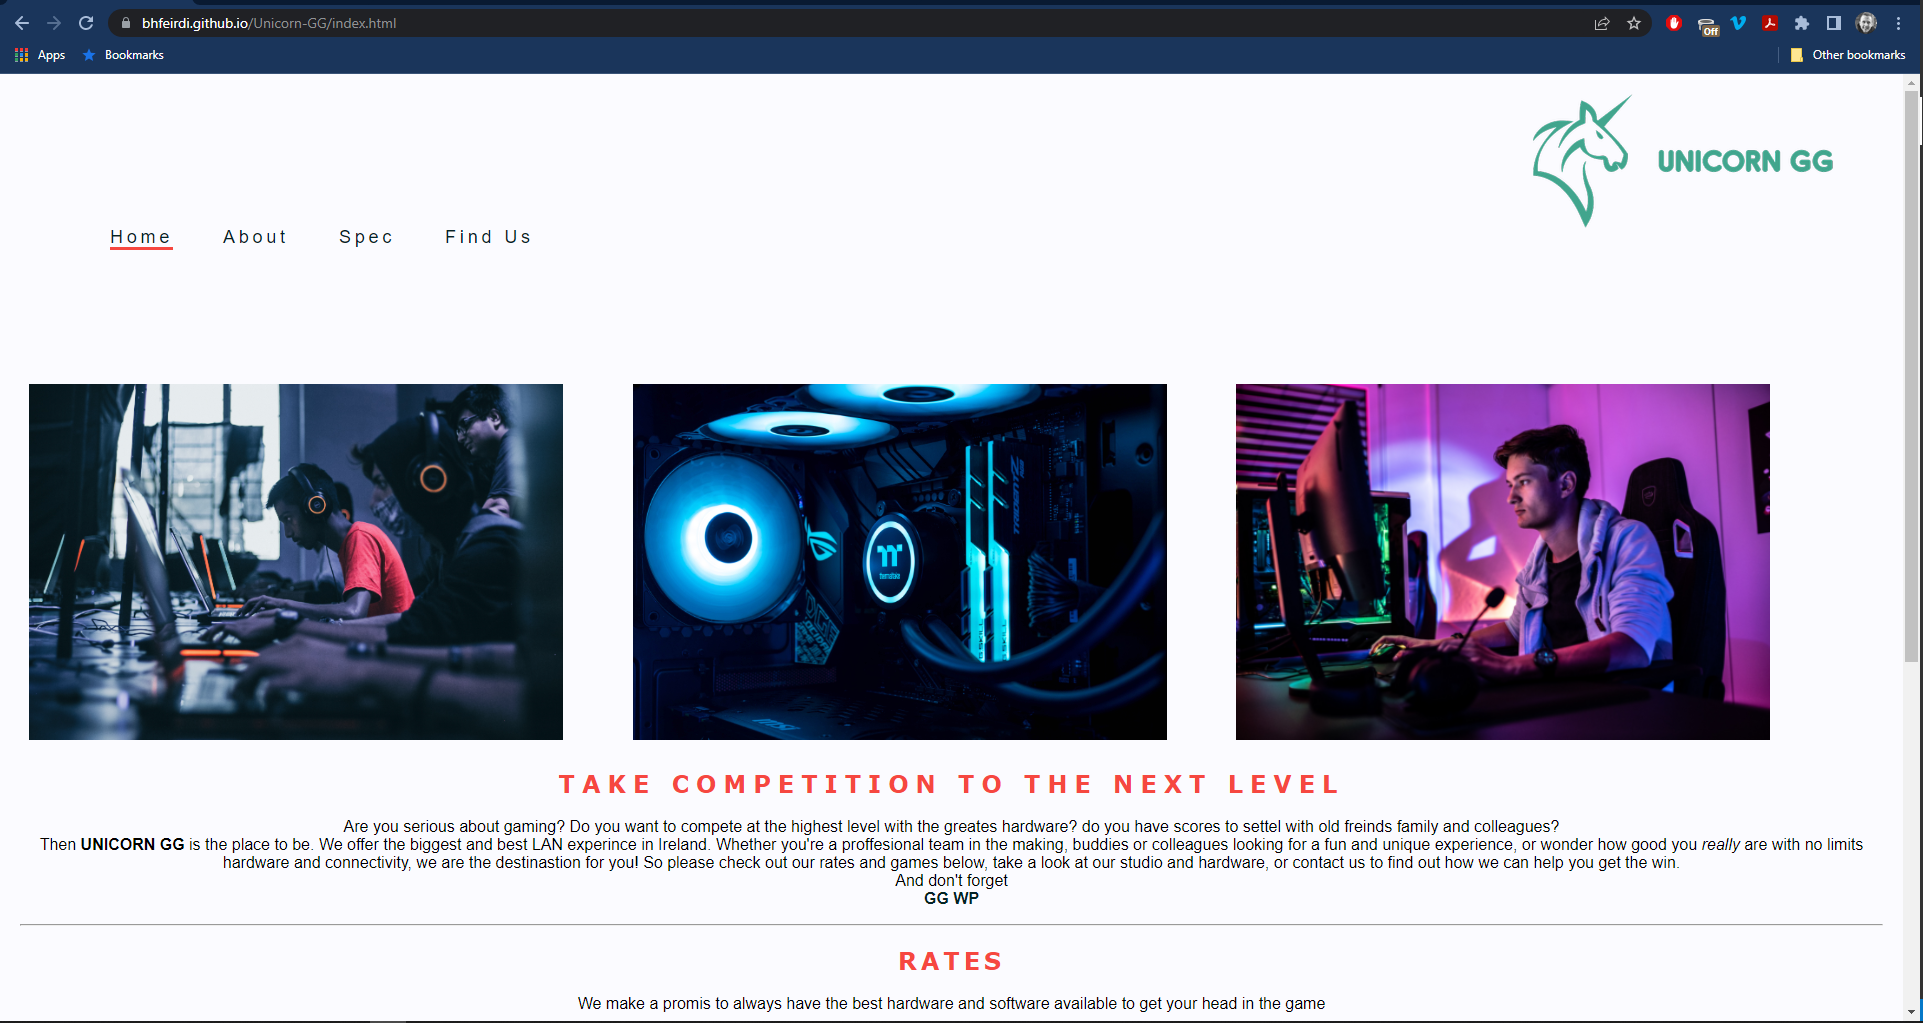 bhfeirdi.github.io/Unicorn-GG/index.html
Off
Apps
Bookmarks
Other bookmarks
UNICORN GG
Home
About
Spec
Find Us
TAKE COMPETITION TO THE NEXT LEVEL
Are you serious about gaming? Do you want to compete at the highest level with the greates hardware? do you have scores to settel with old freinds family and colleagues?
Then UNICORN GG is the place to be. We offer the biggest and best LAN experince in Ireland. Whether you're a proffesional team in the making, buddies or colleagues looking for a fun and unique experience, or wonder how good you really are with no limits
hardware and connectivity, we are the destinastion for you! So please check out our rates and games below, take a look at our studio and hardware, or contact us to find out how we can help you get the win.
And don't forget
GG WP
RATES
We make a promis to always have the best hardware and software available to get your head in the game